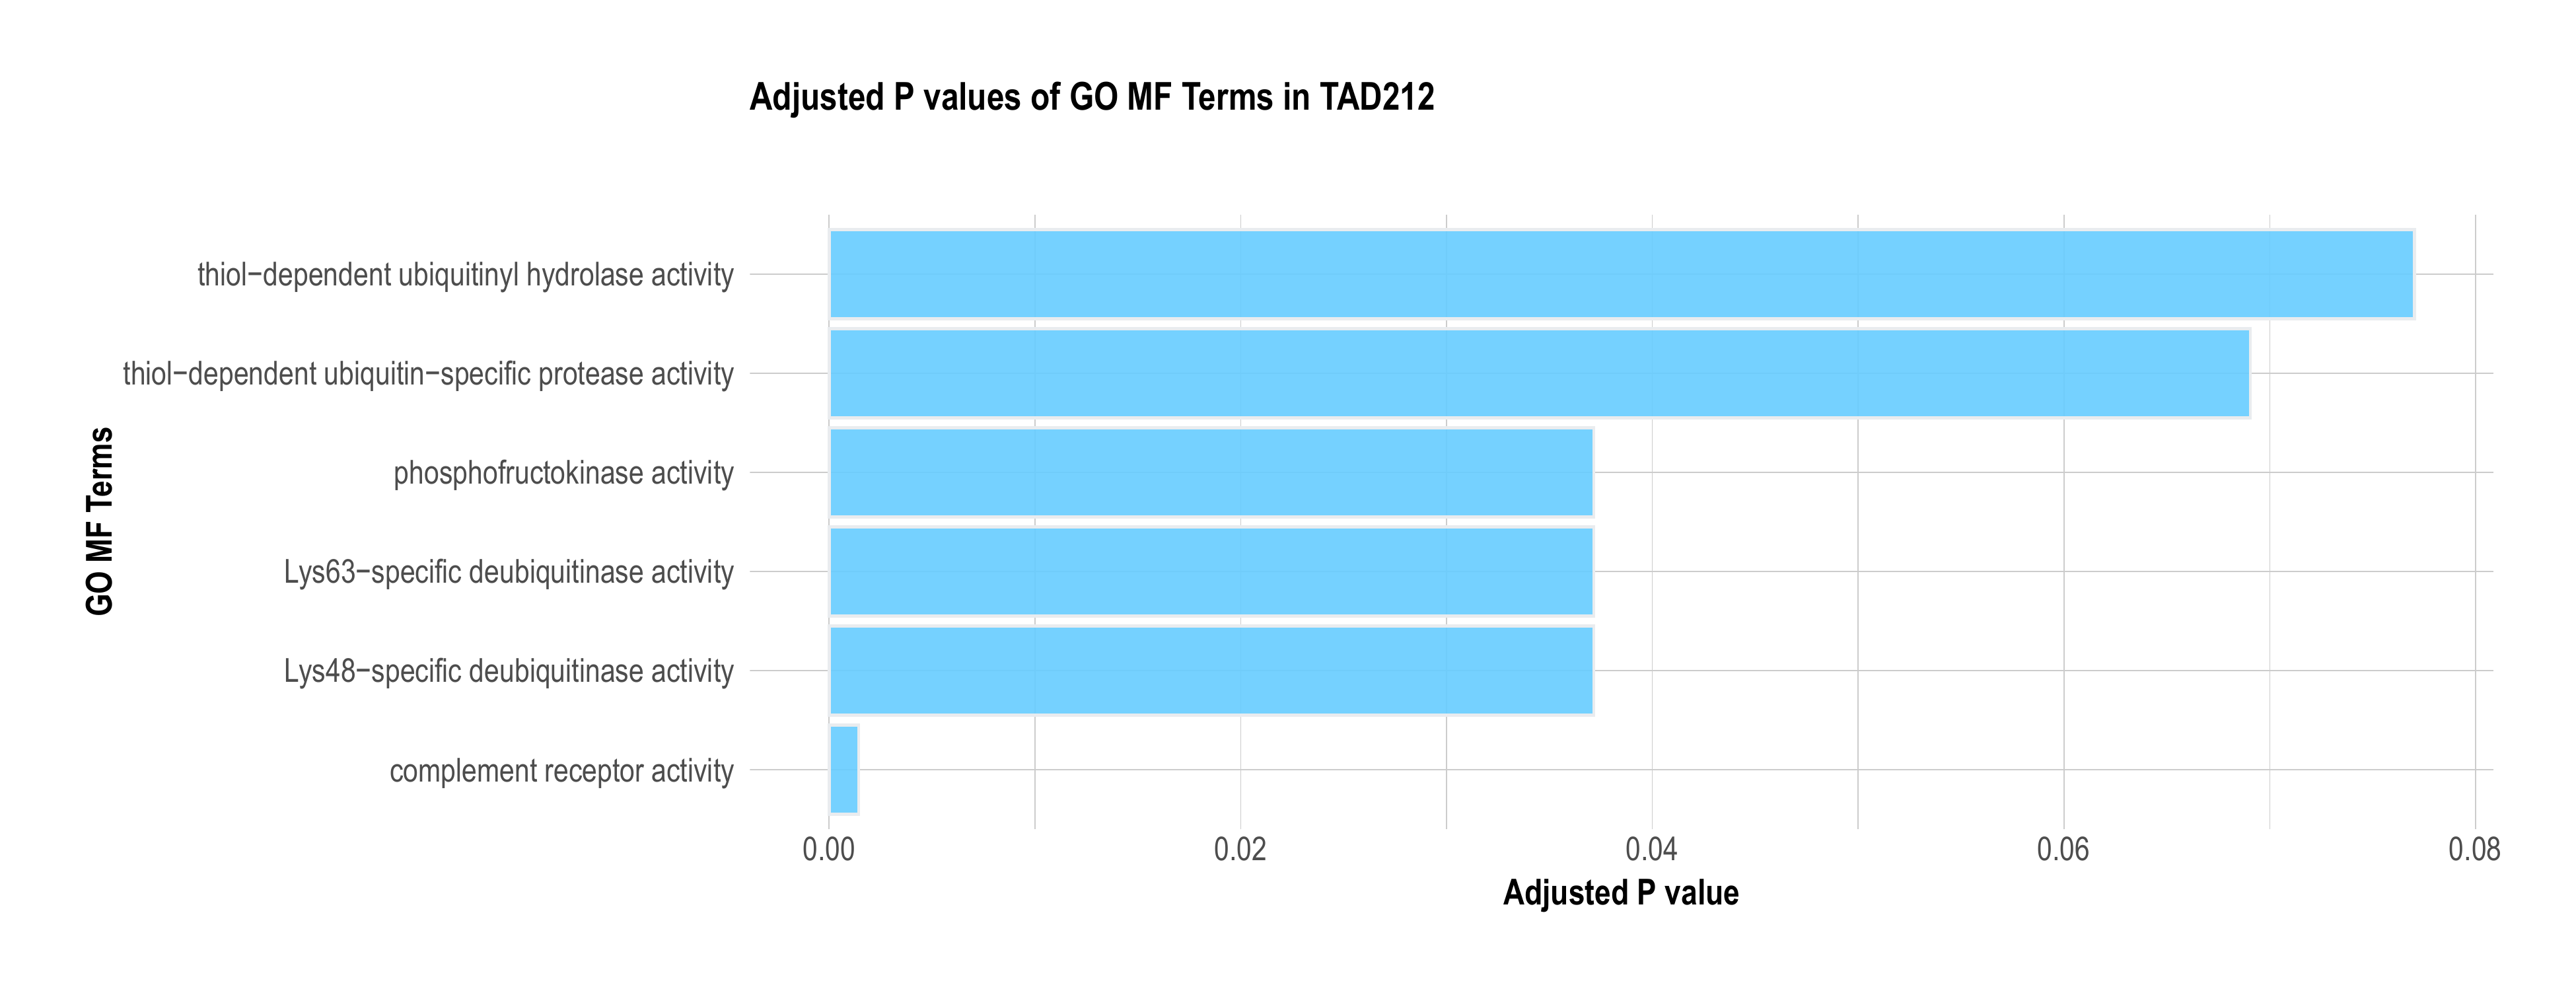 Adjusted P values of GO MF Terms in TAD212
GO MF Terms
thiol−dependent ubiquitinyl hydrolase activity
thiol−dependent ubiquitin−specific protease activity
phosphofructokinase activity
Lys63−specific deubiquitinase activity
Lys48−specific deubiquitinase activity
complement receptor activity
0.00 0.02 0.04 0.06 0.08
Adjusted P value